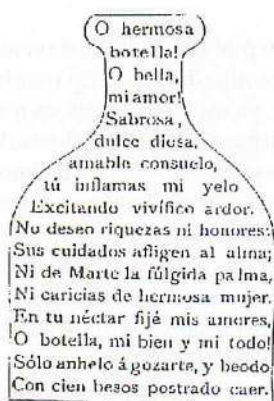 O hermosa
botella!
O bella,
mi amor!
Sabrosa,
dulce diosa,
amable consuelo,
tú inflamas mi yelo
Excitando vivífico ardor.
No deseo riquezas ni honores:
Sus cuidados afligen al alma;
Ni de Marte la fúlgida palma,
Ni caricias de hermosa mujer.
En tu néctar fijé mis amores,
O botella, mi bien y mi todo!
Sólo anhelo á gozarte, y beodo
Con cien besos postrado caer.